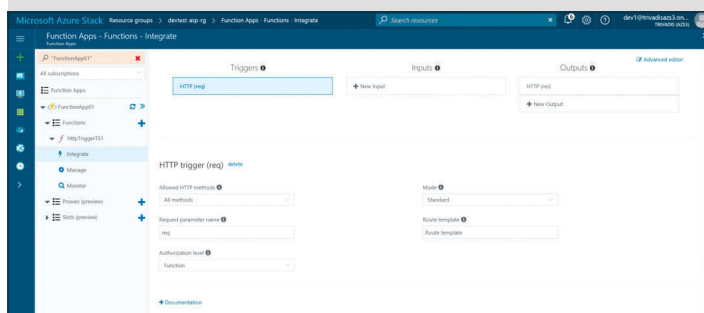 Microsoft Azure Stack Resource groups > devtest-asp-rg > Function Apps - Functions - Integrate
Search resources
dev1@trivadisazs3.on...
TRIVADIS (AZS3)
Function Apps - Functions - Integrate
Function Apps
"FunctionApp01"
All subscriptions
Function Apps
FunctionApp01
Functions
HttpTriggerTS1
Integrate
Manage
Monitor
Proxies (preview)
Slots (preview)
Advanced editor
Triggers
Inputs
Outputs
HTTP (req)
+ New Input
HTTP (res)
+ New Output
HTTP trigger (req) delete
Allowed HTTP methods
All methods
Mode
Standard
Request parameter name
req
Route template
Route template
Authorization level
Function
+ Documentation